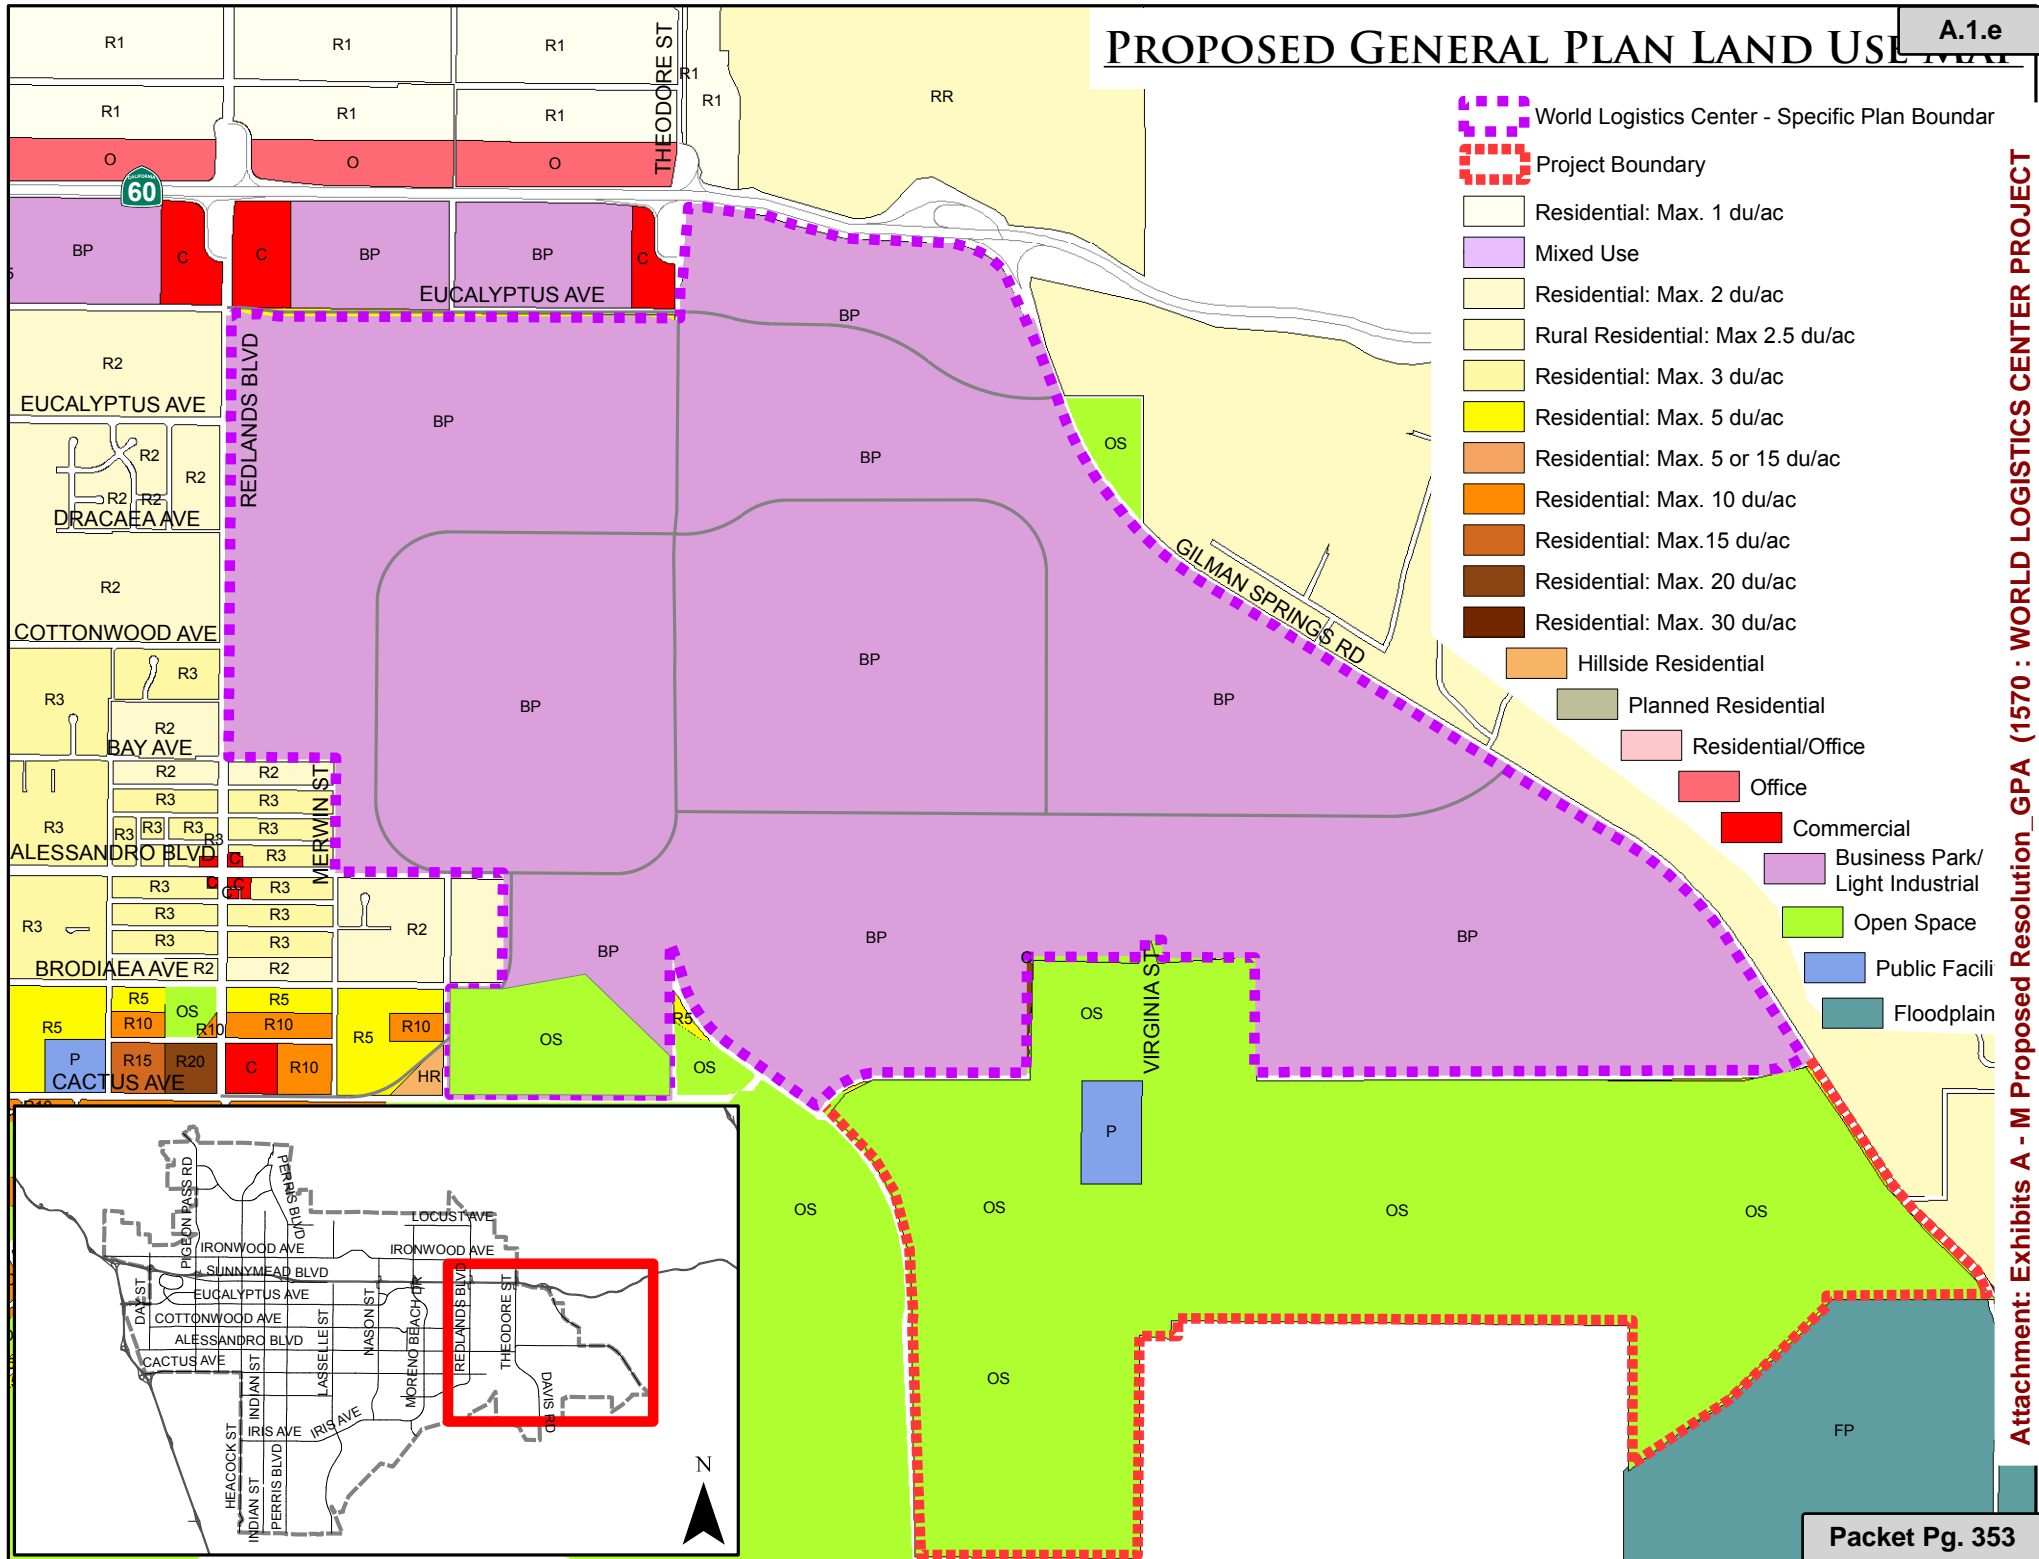 PROPOSED GENERAL PLAN LAND USE MAP
A.1.e
World Logistics Center - Specific Plan Boundar
Project Boundary
Residential: Max. 1 du/ac
Mixed Use
Residential: Max. 2 du/ac
Rural Residential: Max 2.5 du/ac
Residential: Max. 3 du/ac
Residential: Max. 5 du/ac
Residential: Max. 5 or 15 du/ac
Residential: Max. 10 du/ac
Residential: Max.15 du/ac
Residential: Max. 20 du/ac
Residential: Max. 30 du/ac
Hillside Residential
Planned Residential
Residential/Office
Office
Commercial
Business Park/
Light Industrial
Open Space
Public Facili
Floodplain
Attachment: Exhibits A - M Proposed Resolution_GPA (1570 : WORLD LOGISTICS CENTER PROJECT
Packet Pg. 353
R1
R1
R1
R1
R1
R1
R1
R1
RR
THEODORE ST
O
O
O
CALIFORNIA
60
BP
C
C
BP
BP
C
EUCALYPTUS AVE
BP
R2
REDLANDS BLVD
EUCALYPTUS AVE
BP
BP
OS
R2
R2
R2
R2
DRACAEA AVE
GILMAN SPRINGS RD
R2
COTTONWOOD AVE
R3
R3
BP
BP
BP
R2
BAY AVE
R2
R2
MERWIN ST
R3
R3
R3
R3
R3
R3
R3
R3
ALESSANDRO BLVD
C
R3
R3
C
C
C
R3
R3
R3
R3
R2
R3
R3
BP
BP
BP
BRODIAEA AVE
R2
R2
C
VIRGINIA ST
R5
R5
R5
OS
R10
R10
R10
R5
R10
OS
R5
OS
OS
P
R15
R20
C
R10
HR
CACTUS AVE
P
OS
OS
OS
OS
OS
FP
PIGEON PASS RD
PERRIS BLVD
LOCUST AVE
IRONWOOD AVE
IRONWOOD AVE
SUNNYMEAD BLVD
DAY ST
EUCALYPTUS AVE
COTTONWOOD AVE
ALESSANDRO BLVD
CACTUS AVE
NASON ST
MORENO BEACH DR
REDLANDS BLVD
THEODORE ST
LASSELLE ST
INDIAN ST
DAVIS RD
IRIS AVE
IRIS AVE
HEACOCK ST
INDIAN ST
PERRIS BLVD
N